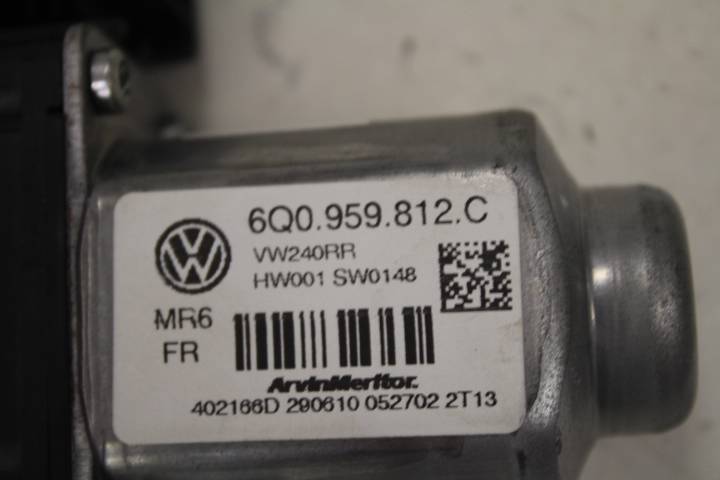 6Q0.959.812.C
VW240RR
HW001 SW0148
MR6
FR
ArvinMeritor.
402166D 290610 052702 2T13